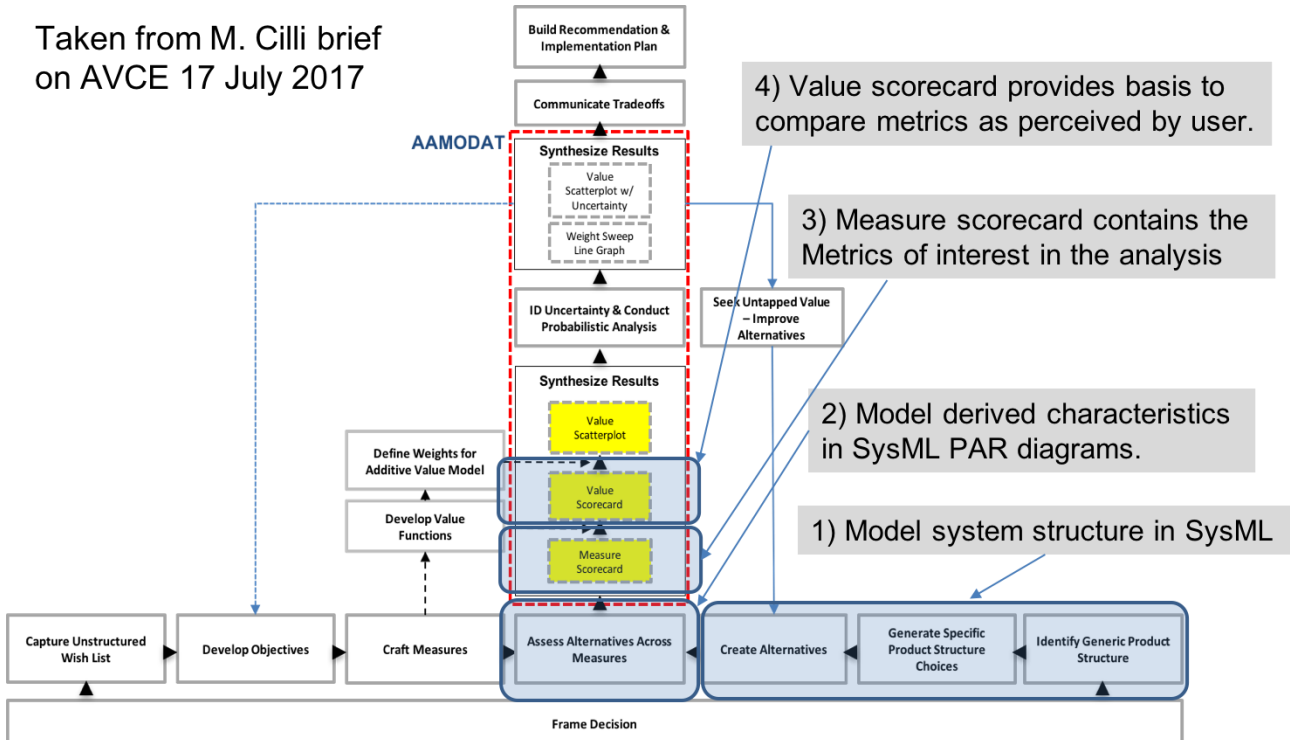 Taken from M. Cilli brief
on AVCE 17 July 2017
Build Recommendation &
Implementation Plan
Communicate Tradeoffs
4) Value scorecard provides basis to
compare metrics as perceived by user.
AAMODAT
Synthesize Results
Value
Scatterplot w/
Uncertainty
Weight Sweep
Line Graph
3) Measure scorecard contains the
Metrics of interest in the analysis
ID Uncertainty & Conduct
Probabilistic Analysis
Seek Untapped Value
– Improve
Alternatives
Synthesize Results
Value
Scatterplot
2) Model derived characteristics
in SysML PAR diagrams.
Define Weights for
Additive Value Model
Value
Scorecard
Develop Value
Functions
1) Model system structure in SysML
Measure
Scorecard
Capture Unstructured
Wish List
Develop Objectives
Craft Measures
Assess Alternatives Across
Measures
Create Alternatives
Generate Specific
Product Structure
Choices
Identify Generic Product
Structure
Frame Decision